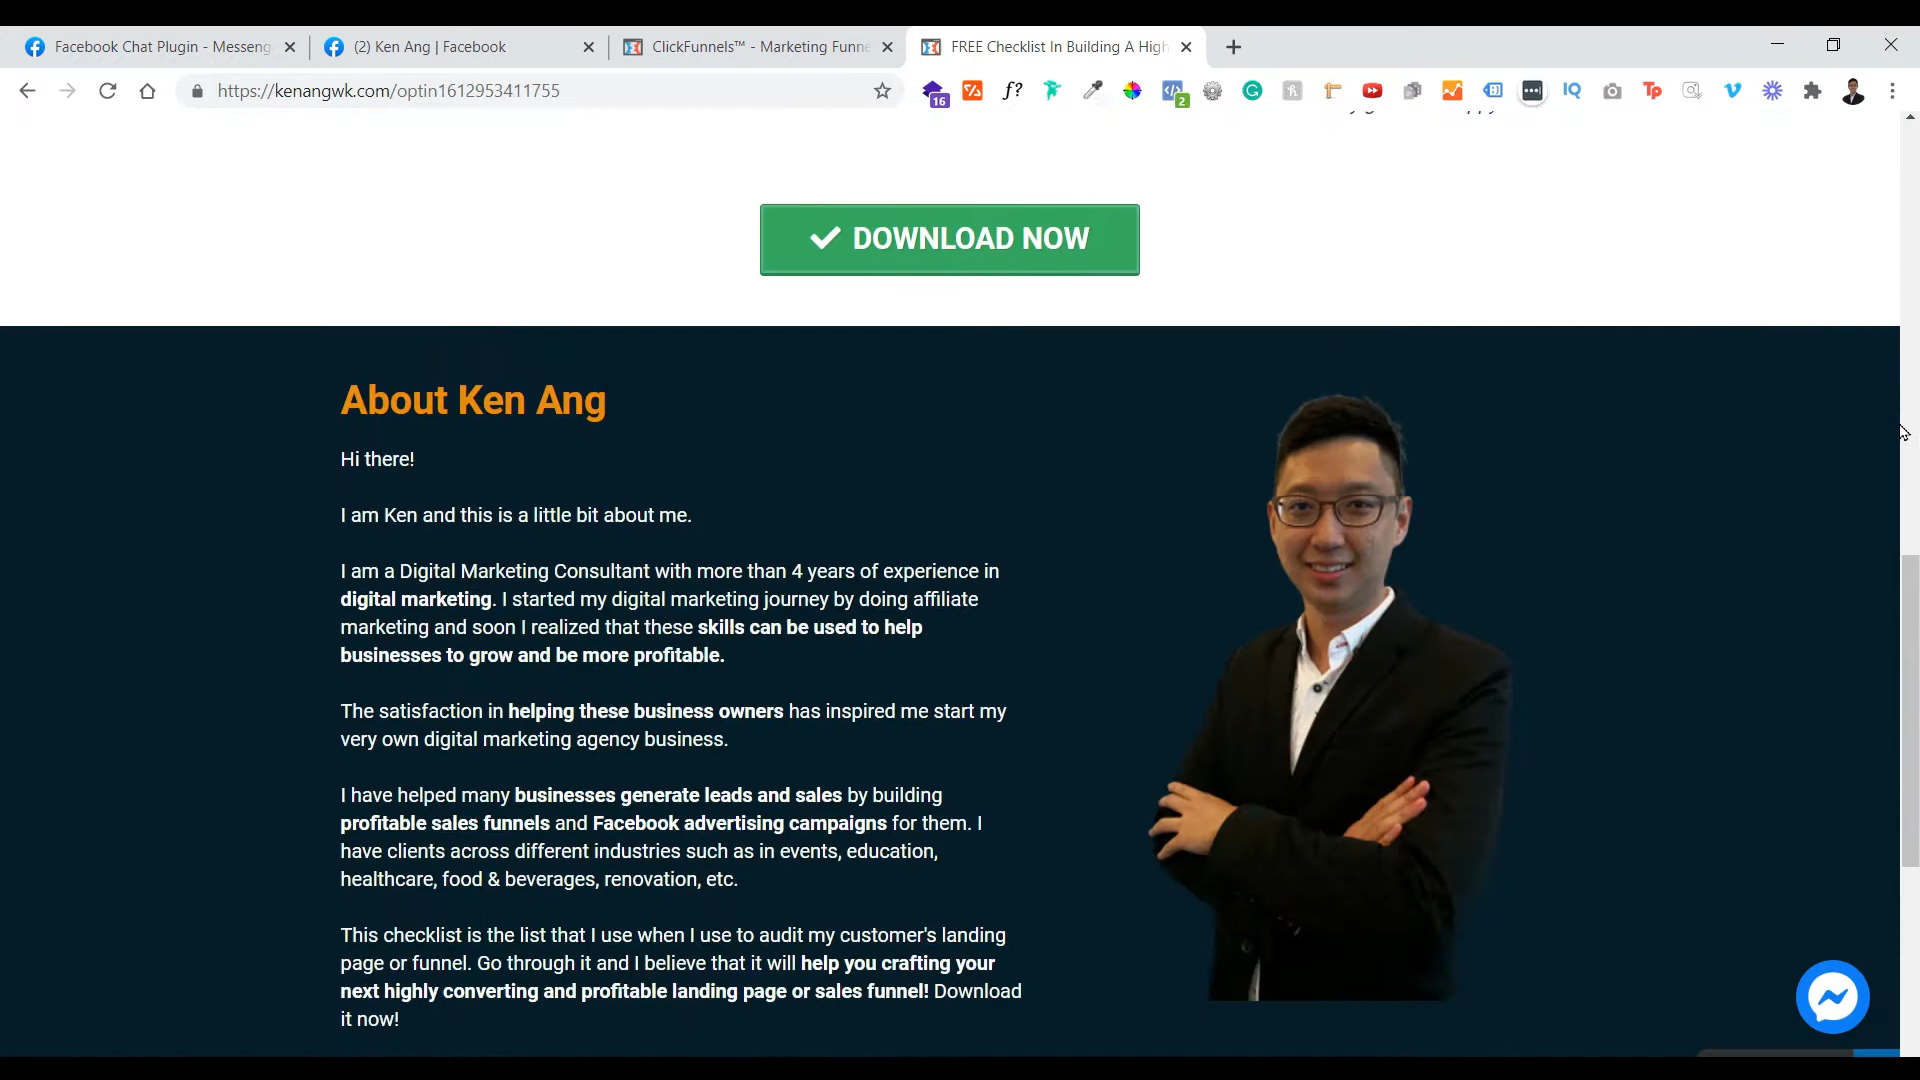 Facebook Chat Plugin - Messeng
(2) Ken Ang | Facebook
ClickFunnels™ - Marketing Funne
FREE Checklist In Building A High
https://kenangwk.com/optin1612953411755
16
f?
2
IQ
Tp
DOWNLOAD NOW
About Ken Ang
Hi there!
I am Ken and this is a little bit about me.
I am a Digital Marketing Consultant with more than 4 years of experience in
digital marketing. I started my digital marketing journey by doing affiliate
marketing and soon I realized that these skills can be used to help
businesses to grow and be more profitable.
The satisfaction in helping these business owners has inspired me start my
very own digital marketing agency business.
I have helped many businesses generate leads and sales by building
profitable sales funnels and Facebook advertising campaigns for them. I
have clients across different industries such as in events, education,
healthcare, food & beverages, renovation, etc.
This checklist is the list that I use when I use to audit my customer's landing
page or funnel. Go through it and I believe that it will help you crafting your
next highly converting and profitable landing page or sales funnel! Download
it now!